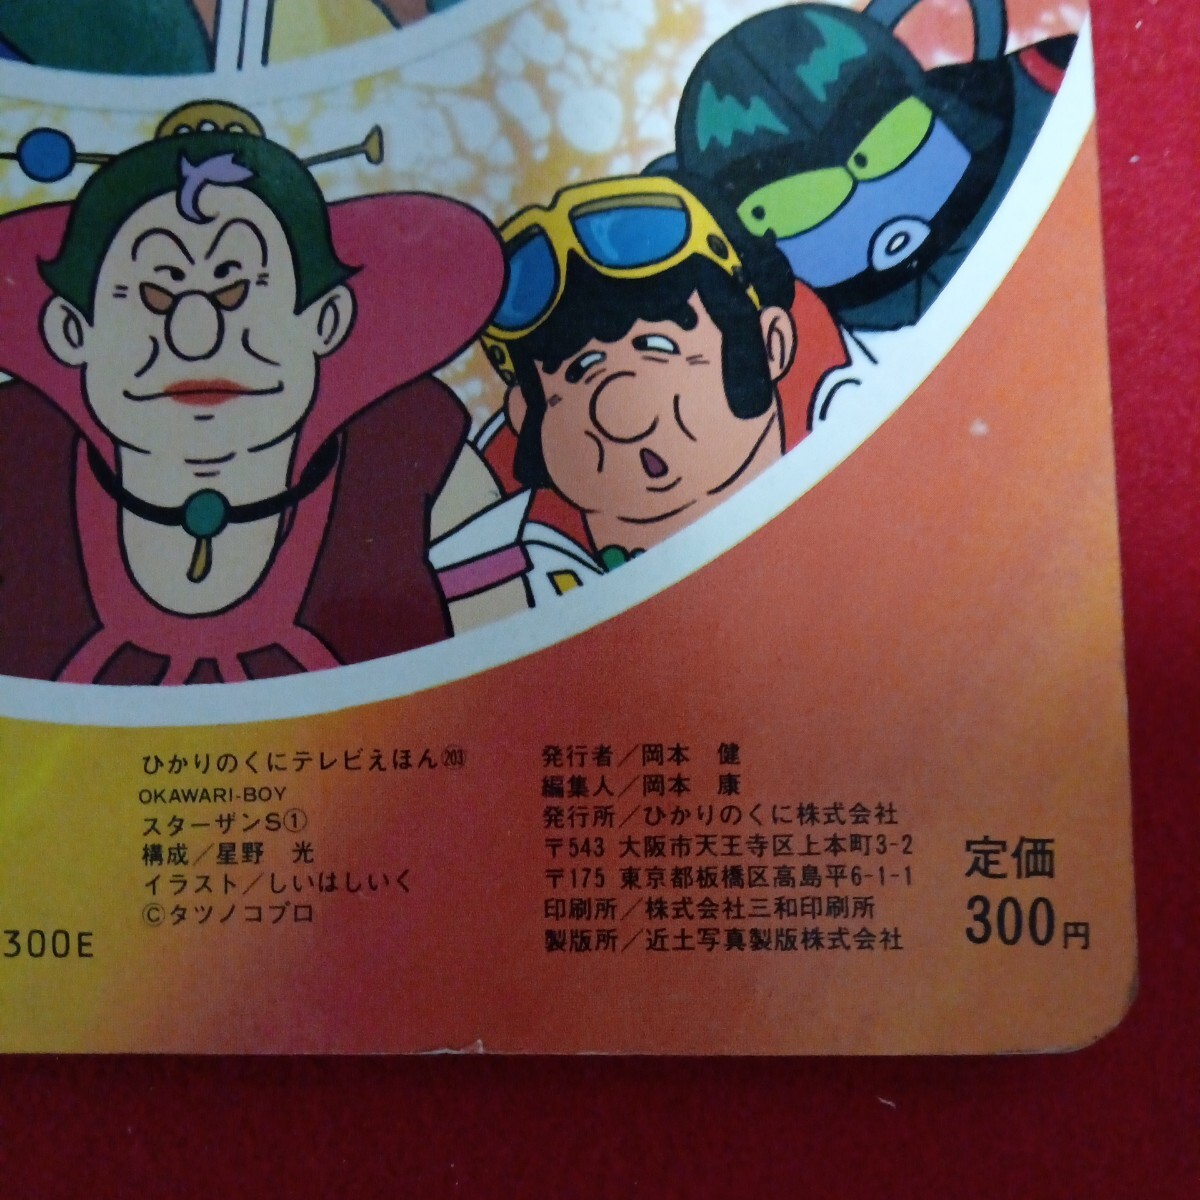 ひかりのくにテレビえほん203
OKAWARI-BOY
スターザンS①
構成／星野　光
イラスト／しいはしいく
©タツノコプロ
300E
発行者／岡本　健
編集人／岡本　康
発行所／ひかりのくに株式会社
〒543 大阪市天王寺区上本町3-2
〒175 東京都板橋区高島平6-1-1
印刷所／株式会社三和印刷所
製版所／近土写真製版株式会社
定価
300円